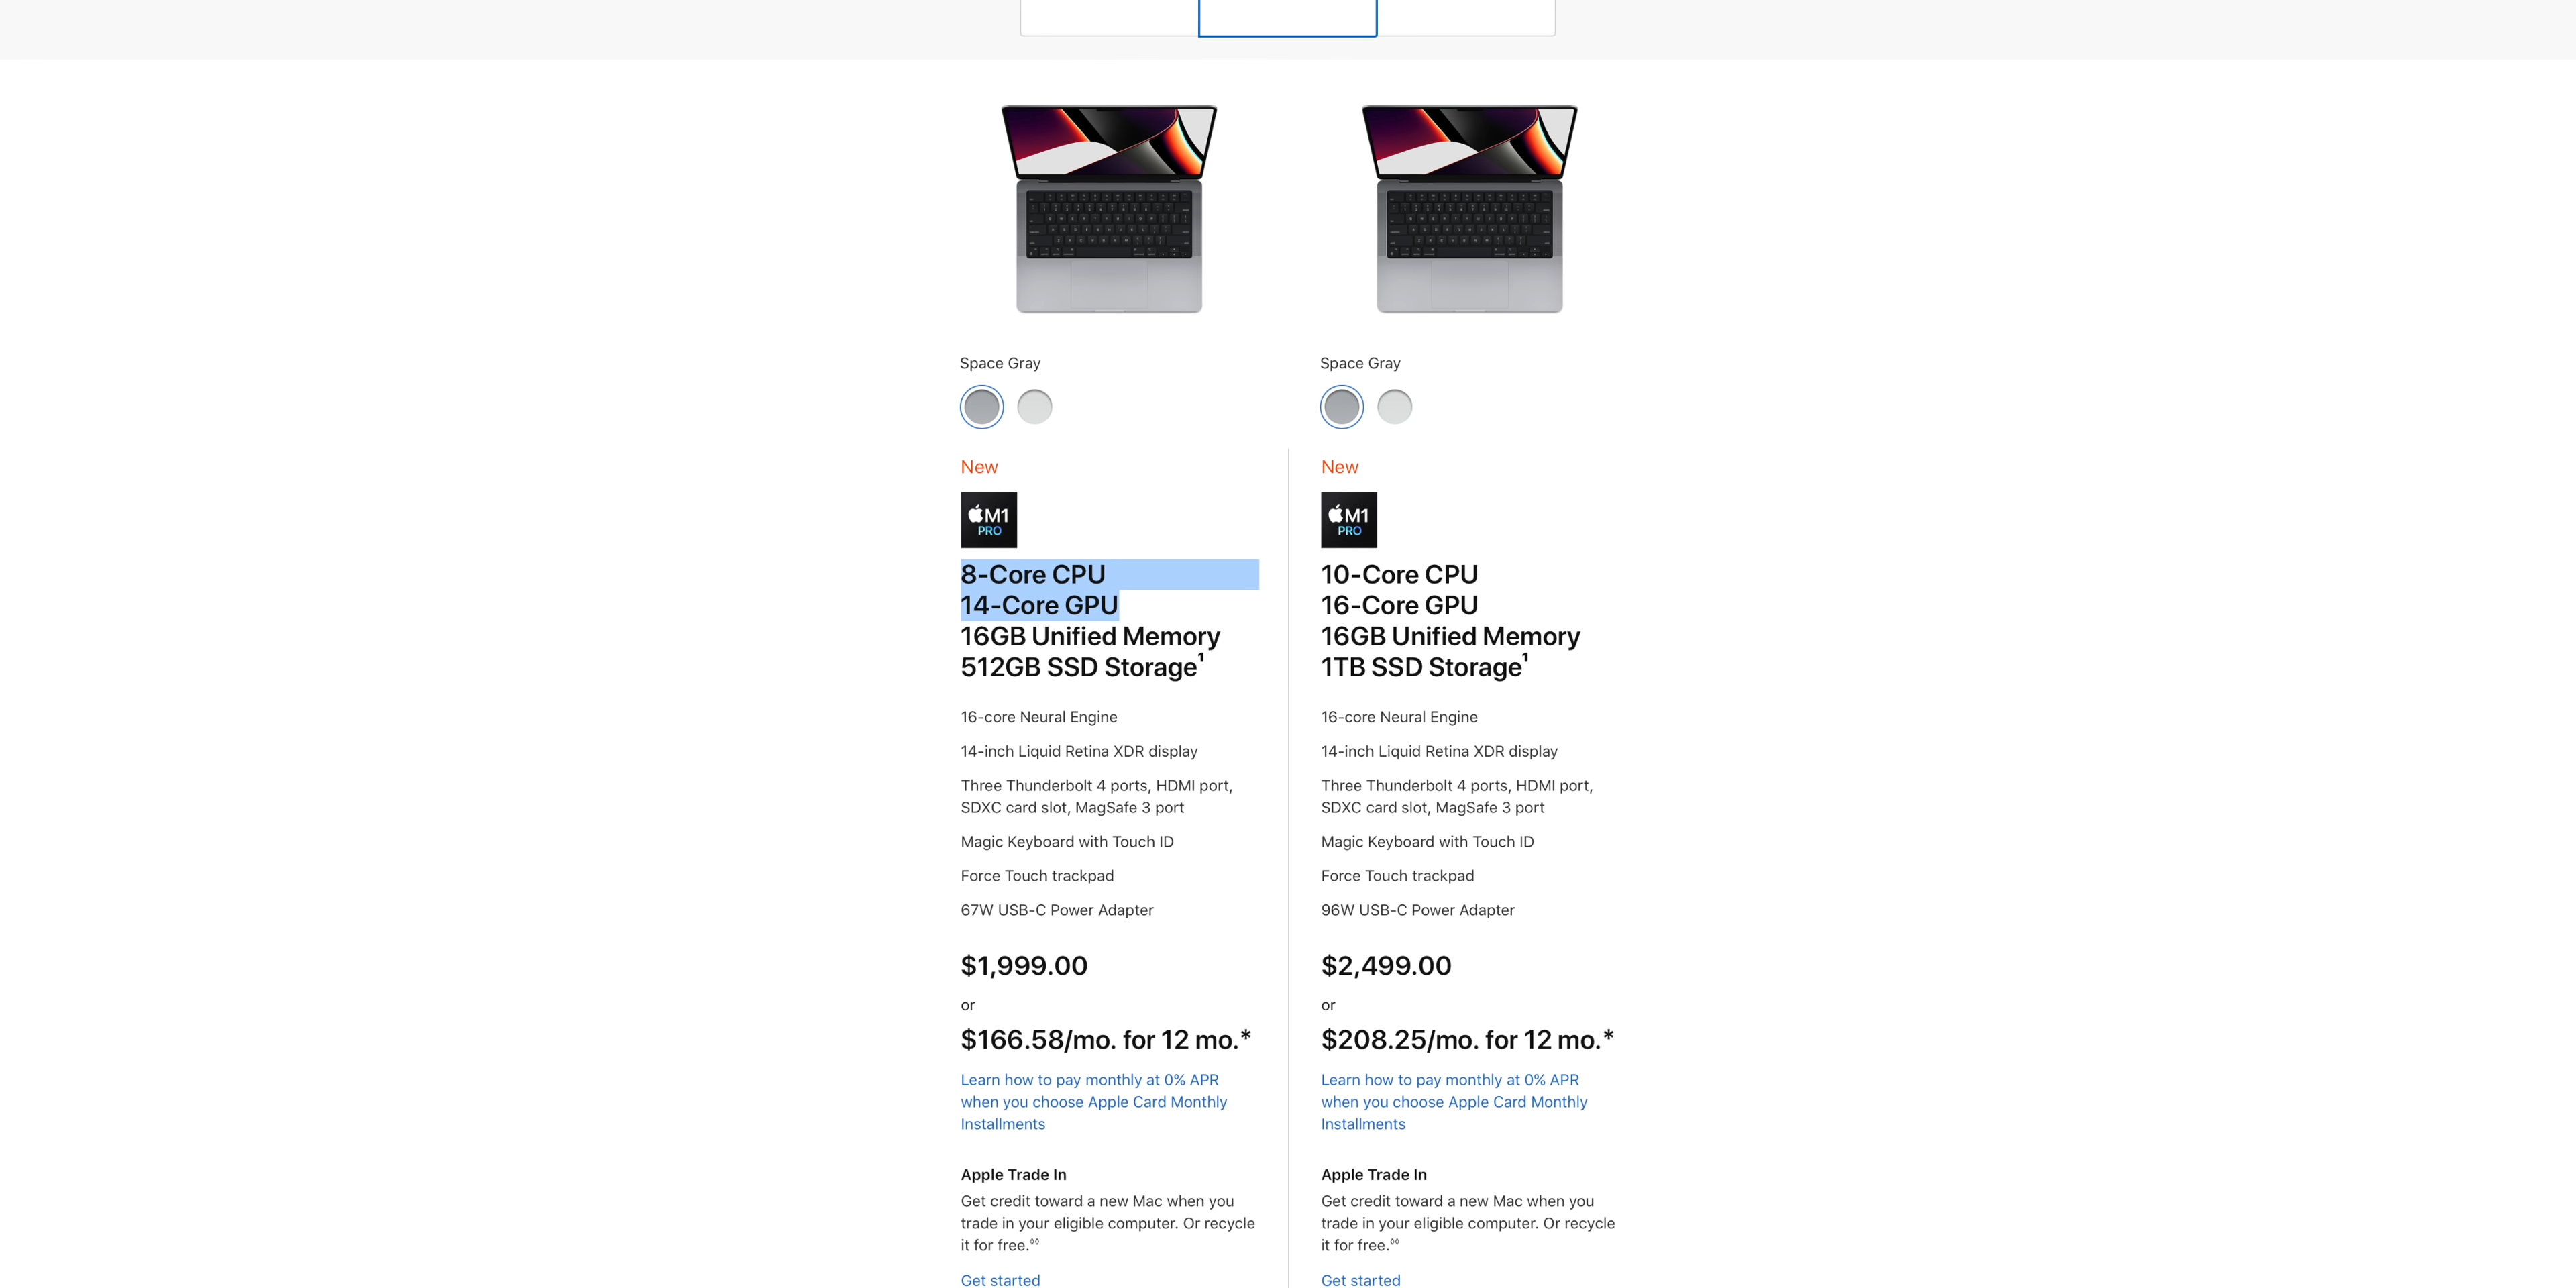 Space Gray
New
M1
PRO
8-Core CPU
14-Core GPU
16GB Unified Memory
512GB SSD Storage¹
16-core Neural Engine
14-inch Liquid Retina XDR display
Three Thunderbolt 4 ports, HDMI port,
SDXC card slot, MagSafe 3 port
Magic Keyboard with Touch ID
Force Touch trackpad
67W USB-C Power Adapter
$1,999.00
or
$166.58/mo. for 12 mo.*
Learn how to pay monthly at 0% APR
when you choose Apple Card Monthly
Installments
Apple Trade In
Get credit toward a new Mac when you
trade in your eligible computer. Or recycle
it for free.◊◊
Get started
Space Gray
New
M1
PRO
10-Core CPU
16-Core GPU
16GB Unified Memory
1TB SSD Storage¹
16-core Neural Engine
14-inch Liquid Retina XDR display
Three Thunderbolt 4 ports, HDMI port,
SDXC card slot, MagSafe 3 port
Magic Keyboard with Touch ID
Force Touch trackpad
96W USB-C Power Adapter
$2,499.00
or
$208.25/mo. for 12 mo.*
Learn how to pay monthly at 0% APR
when you choose Apple Card Monthly
Installments
Apple Trade In
Get credit toward a new Mac when you
trade in your eligible computer. Or recycle
it for free.◊◊
Get started